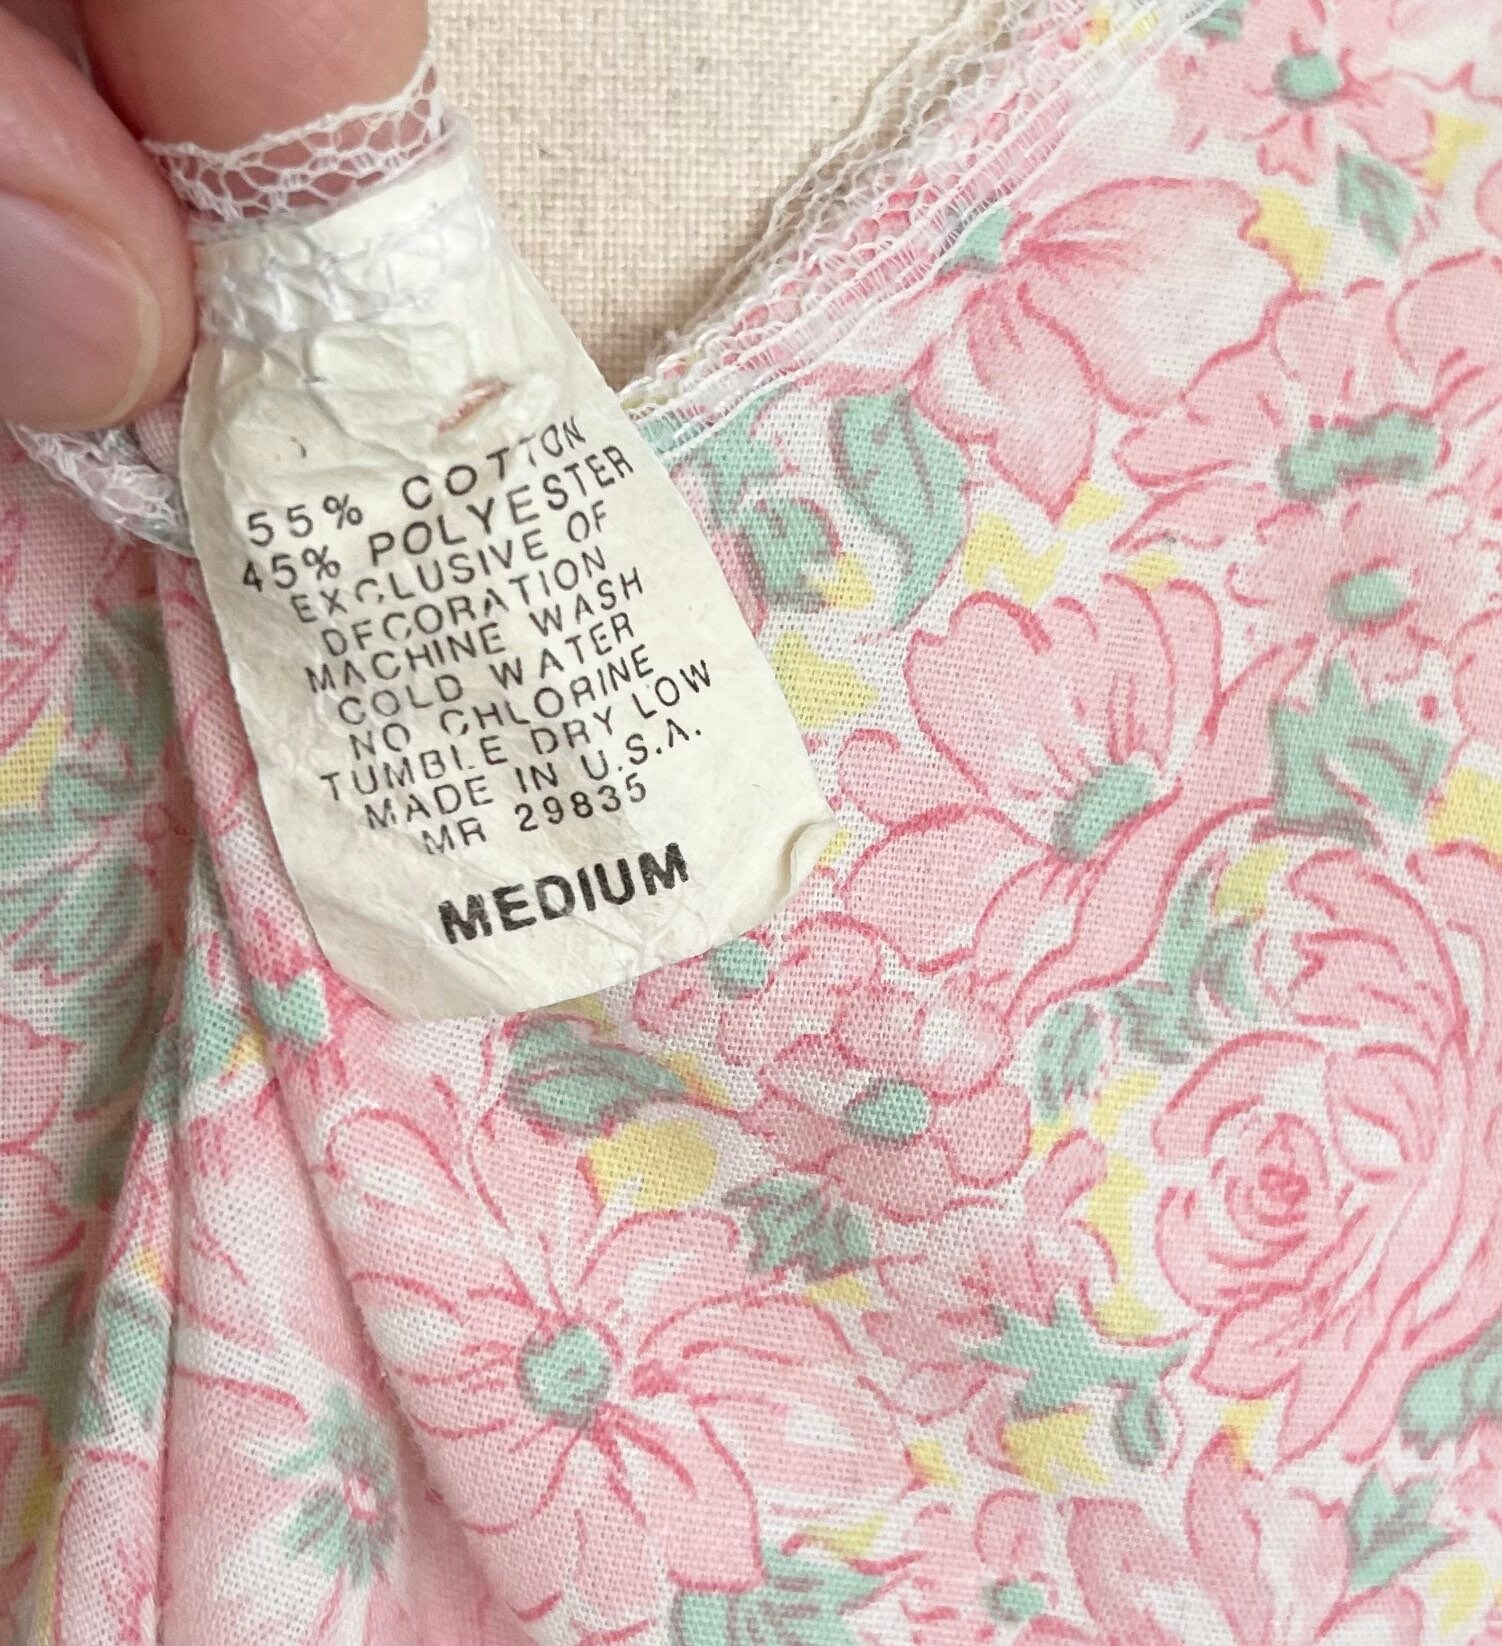 55% COTTON
45% POLYESTER
EXCLUSIVE OF
DECORATION
MACHINE WASH
COLD WATER
NO CHLORINE
TUMBLE DRY LOW
MADE IN U.S.A.
MR 29835
MEDIUM